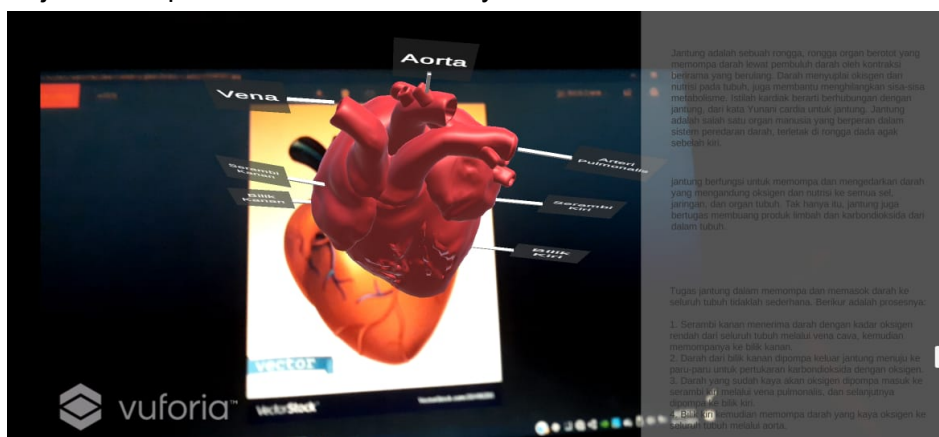 Aorta
Vena
Serambi
Kanan
Bilik
Kanan
Arteri
Pulmonalis
Serambi
Kiri
Bilik
Kiri
vector
VectorStock
vuforia™
Jantung adalah sebuah rongga, rongga organ berotot yang
memompa darah lewat pembuluh darah oleh kontraksi
berirama yang berulang. Darah menyuplai oksigen dan
nutrisi pada tubuh, juga membantu menghilangkan sisa-sisa
metabolisme. Istilah kardiak berarti berhubungan dengan
jantung, dari kata Yunani cardia untuk jantung. Jantung
adalah salah satu organ manusia yang berperan dalam
sistem peredaran darah, terletak di rongga dada agak
sebelah kiri.
jantung berfungsi untuk memompa dan mengedarkan darah
yang mengandung oksigen dan nutrisi ke semua sel,
jaringan, dan organ tubuh. Tak hanya itu, jantung juga
bertugas membuang produk limbah dan karbondioksida dari
dalam tubuh.
Tugas jantung dalam memompa dan memasok darah ke
seluruh tubuh tidaklah sederhana. Berikur adalah prosesnya:
1. Serambi kanan menerima darah dengan kadar oksigen
rendah dari seluruh tubuh melalui vena cava, kemudian
memompanya ke bilik kanan.
2. Darah dari bilik kanan dipompa keluar jantung menuju ke
paru-paru untuk pertukaran karbondioksida dengan oksigen.
3. Darah yang sudah kaya akan oksigen dipompa masuk ke
serambi kiri melalui vena pulmonalis, dan selanjutnya
dipompa ke bilik kiri.
4. Bilik kiri kemudian memompa darah yang kaya oksigen ke
seluruh tubuh melalui aorta.